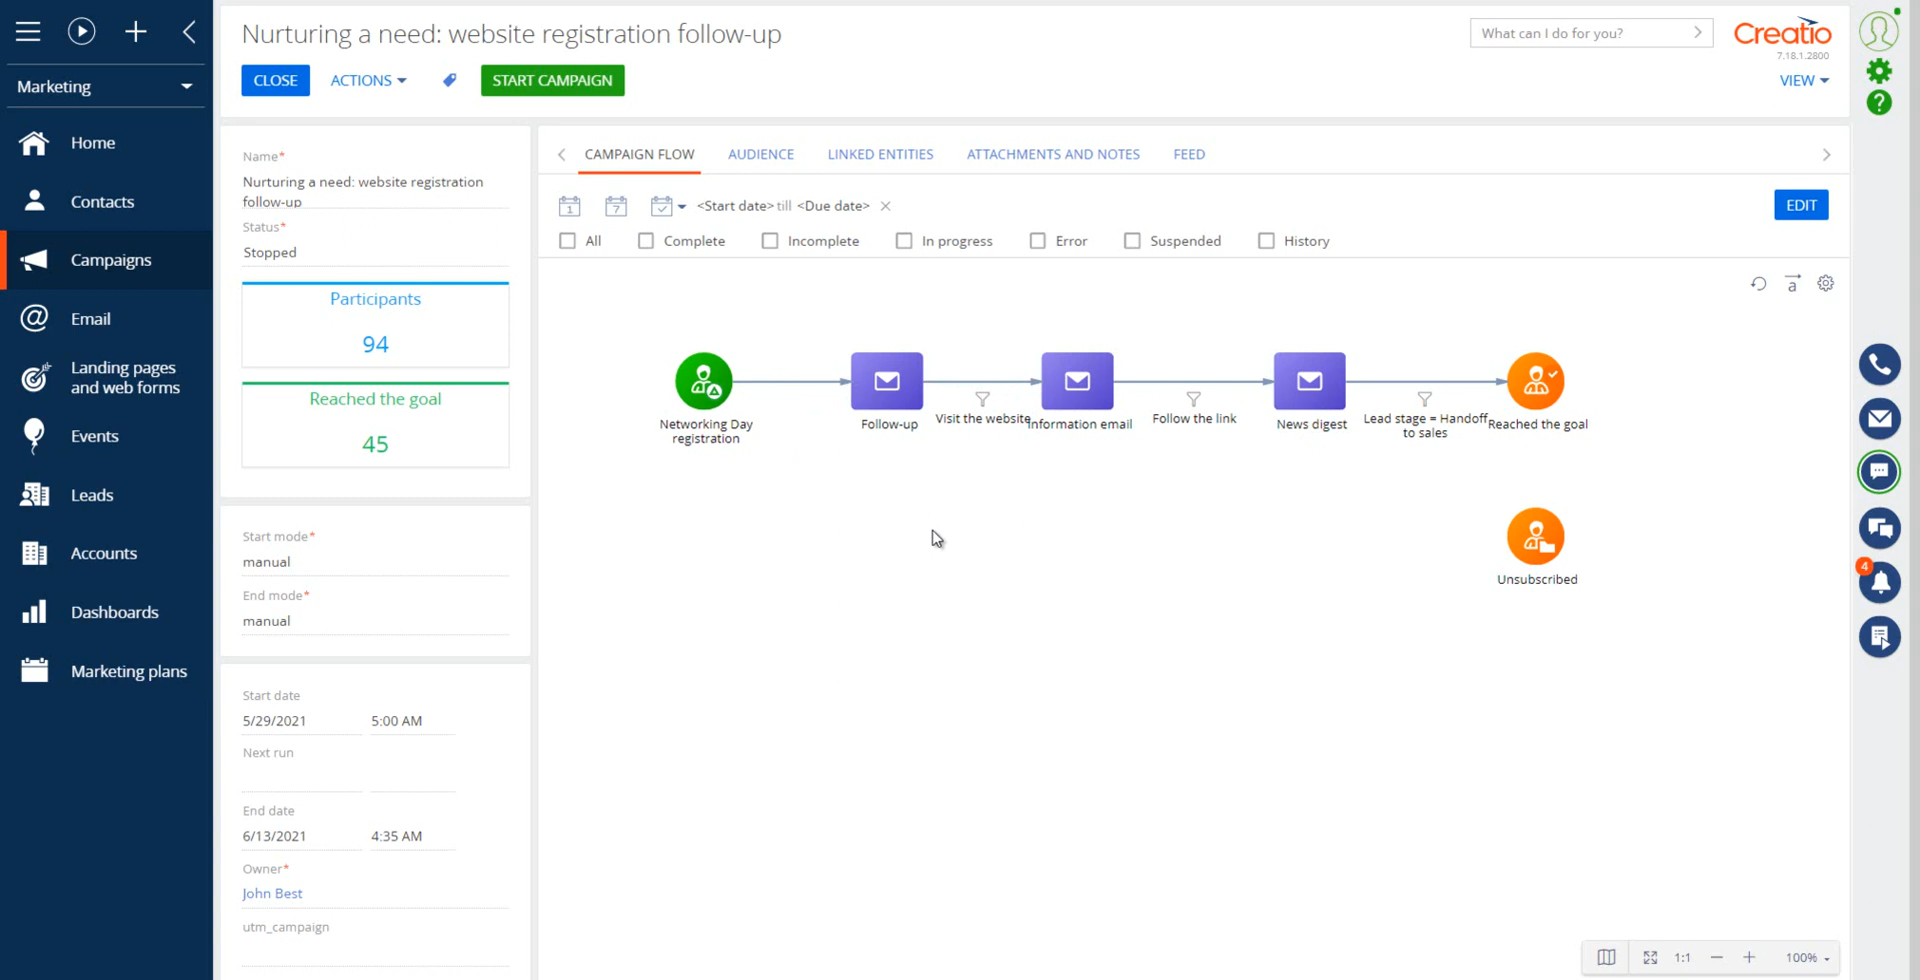 Nurturing a need: website registration follow-up
What can I do for you?
Creatio
7.18.1.2800
CLOSE
ACTIONS
START CAMPAIGN
VIEW
Marketing
Home
Contacts
Campaigns
Email
Landing pages
and web forms
Events
Leads
Accounts
Dashboards
Marketing plans
Name*
Nurturing a need: website registration
follow-up
Status*
Stopped
Participants
94
Reached the goal
45
Start mode*
manual
End mode*
manual
Start date
5/29/2021 5:00 AM
Next run
End date
6/13/2021 4:35 AM
Owner*
John Best
utm_campaign
CAMPAIGN FLOW AUDIENCE LINKED ENTITIES ATTACHMENTS AND NOTES FEED
1 7 <Start date> till <Due date>
EDIT
All Complete Incomplete In progress Error Suspended History
a
Networking Day
registration
Follow-up
Visit the website
Information email
Follow the link
News digest
Lead stage = Handoff
to sales
Reached the goal
Unsubscribed
4
1:1 100%